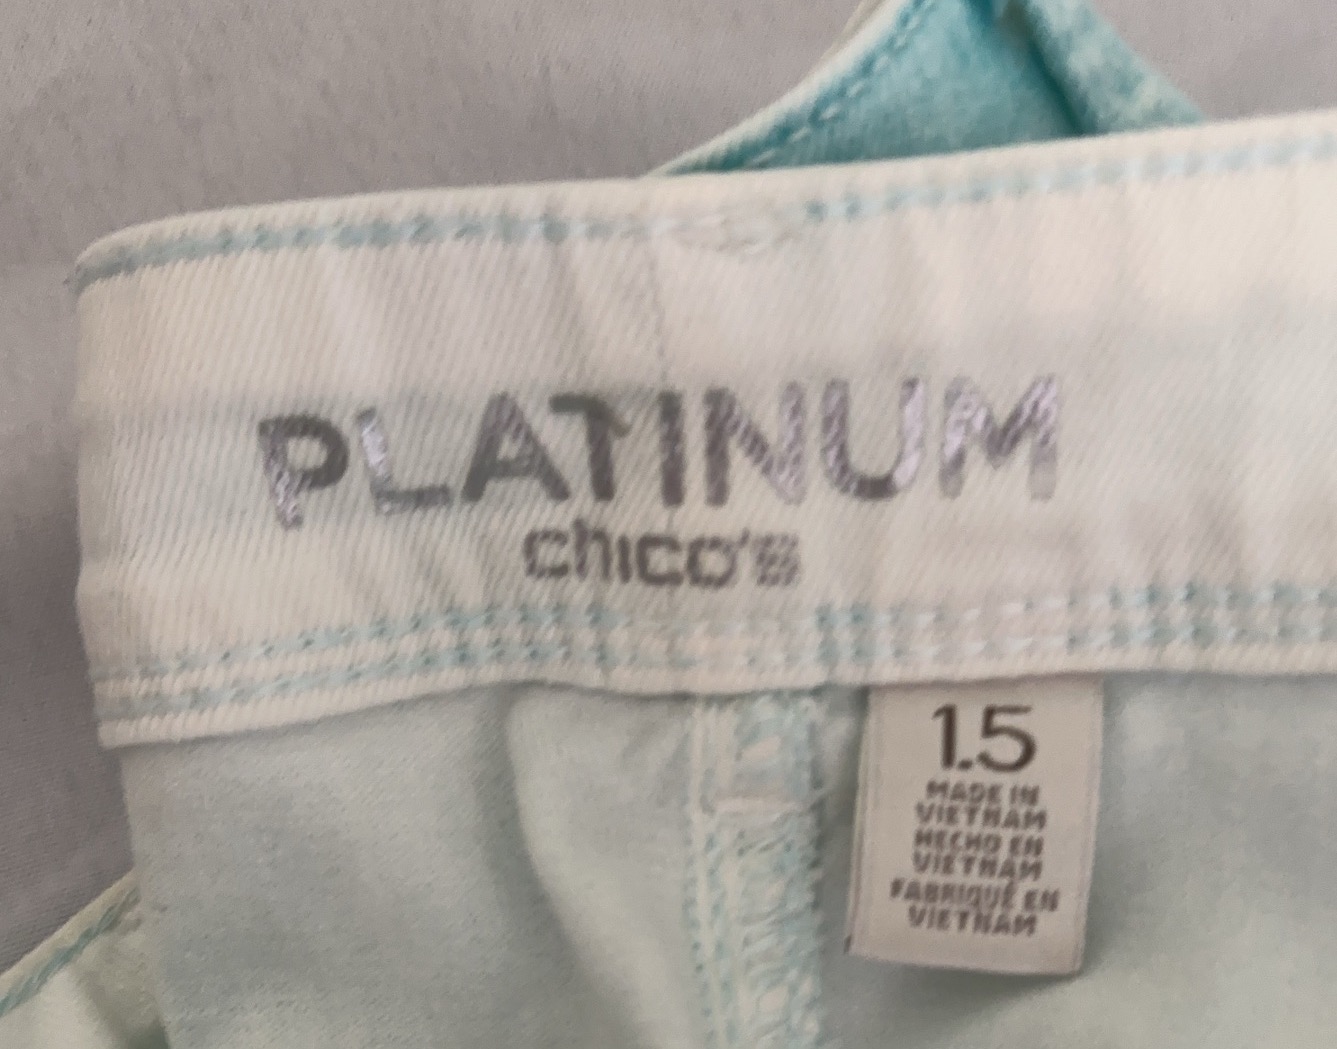 PLATINUM
chico's
1.5
MADE IN
VIETNAM
HECHO EN
VIETNAM
FABRIQUÉ EN
VIETNAM